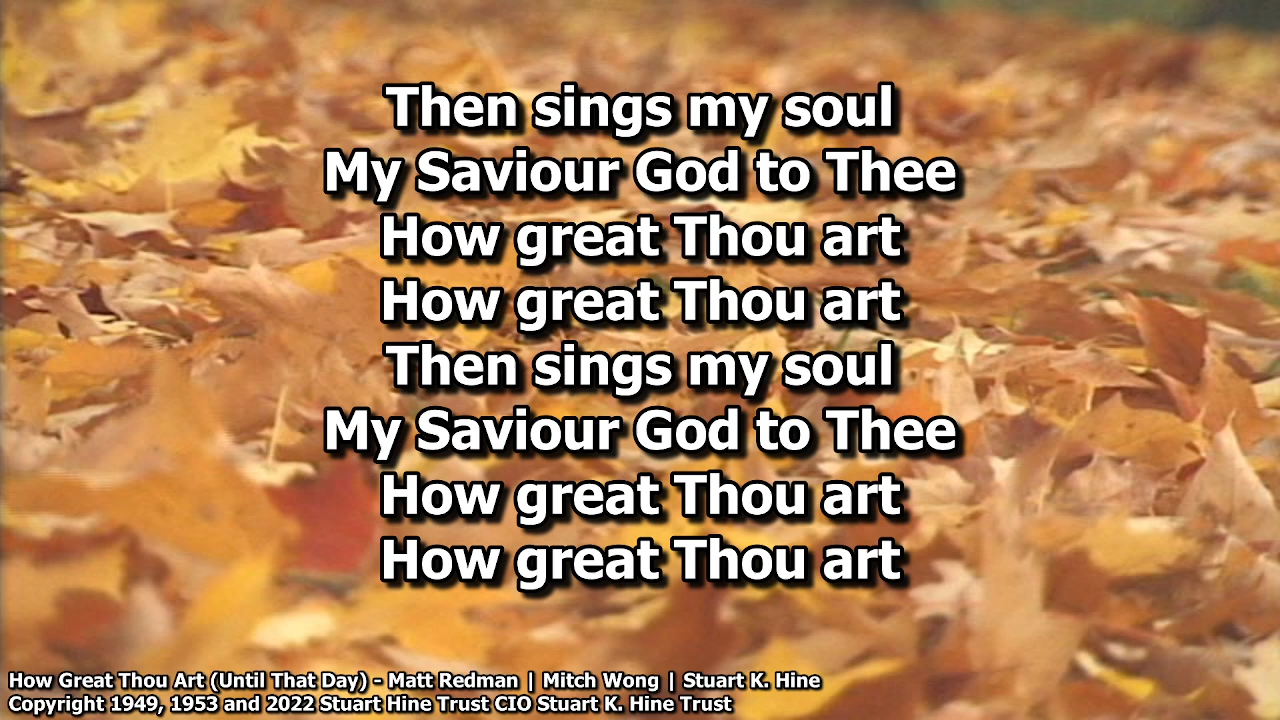 Then sings my soul
My Saviour God to Thee
How great Thou art
How great Thou art
Then sings my soul
My Saviour God to Thee
How great Thou art
How great Thou art
How Great Thou Art (Until That Day) - Matt Redman | Mitch Wong | Stuart K. Hine
Copyright 1949, 1953 and 2022 Stuart Hine Trust CIO Stuart K. Hine Trust